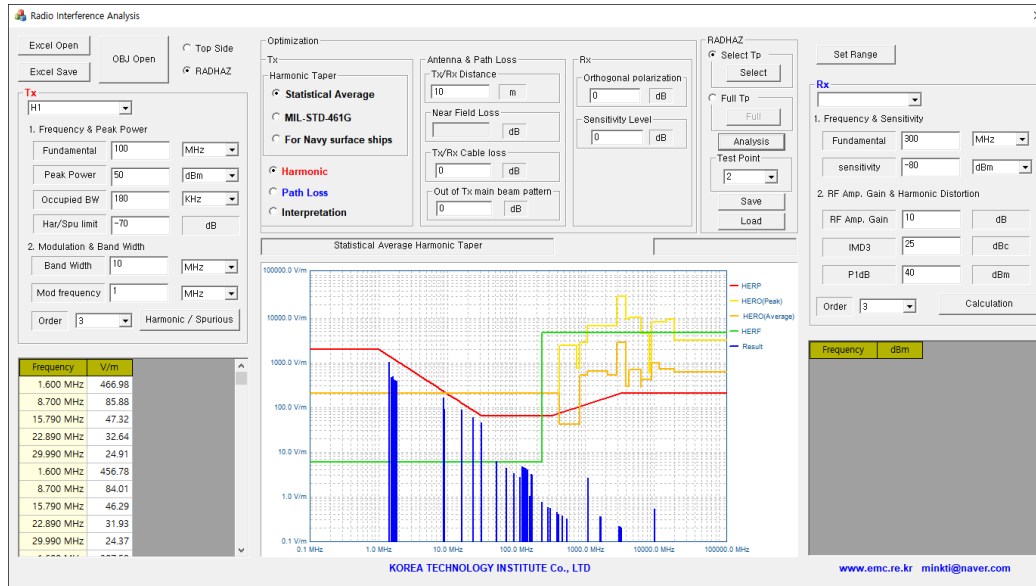 Radio Interference Analysis
Excel Open
Excel Save
OBJ Open
Top Side
RADHAZ
Tx
H1
1. Frequency & Peak Power
Fundamental 100 MHz
Peak Power 50 dBm
Occupied BW 180 KHz
Har/Spu limit -70 dB
2. Modulation & Band Width
Band Width 10 MHz
Mod frequency 1 MHz
Order 3 Harmonic / Spurious
Frequency V/m
1.600 MHz 466.98
8.700 MHz 85.88
15.790 MHz 47.32
22.890 MHz 32.64
29.990 MHz 24.91
1.600 MHz 456.78
8.700 MHz 84.01
15.790 MHz 46.29
22.890 MHz 31.93
29.990 MHz 24.37
Optimization
Tx
Harmonic Taper
Statistical Average
MIL-STD-461G
For Navy surface ships
Harmonic
Path Loss
Interpretation
Antenna & Path Loss
Tx/Rx Distance
10 m
Near Field Loss
dB
Tx/Rx Cable loss
0 dB
Out of Tx main beam pattern
0 dB
Rx
Orthogonal polarization
0 dB
Sensitivity Level
0 dB
RADHAZ
Select Tp
Select
Full Tp
Full
Analysis
Test Point
2
Save
Load
Statistical Average Harmonic Taper
100000.0 V/m
10000.0 V/m
1000.0 V/m
100.0 V/m
10.0 V/m
1.0 V/m
0.1 V/m
0.1 MHz 1.0 MHz 10.0 MHz 100.0 MHz 1000.0 MHz 10000.0 MHz 100000.0 MHz
HERP
HERO(Peak)
HERO(Average)
HERF
Result
Set Range
Rx
1. Frequency & Sensitivity
Fundamental 300 MHz
sensitivity -80 dBm
2. RF Amp. Gain & Harmonic Distortion
RF Amp. Gain 10 dB
IMD3 25 dBc
P1dB 40 dBm
Order 3 Calculation
Frequency dBm
KOREA TECHNOLOGY INSTITUTE Co., LTD
www.emc.re.kr minkti@naver.com